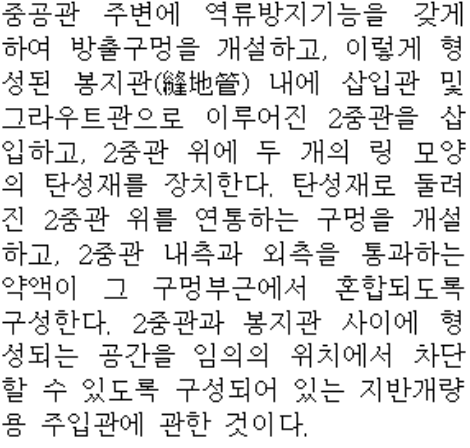 중공관 주변에 역류방지기능을 갖게
하여 방출구멍을 개설하고, 이렇게 형
성된 봉지관(縫地管) 내에 삽입관 및
그라우트관으로 이루어진 2중관을 삽
입하고, 2중관 위에 두 개의 링 모양
의 탄성재를 장치한다. 탄성재로 둘려
진 2중관 위를 연통하는 구멍을 개설
하고, 2중관 내측과 외측을 통과하는
약액이 그 구멍부근에서 혼합되도록
구성한다. 2중관과 봉지관 사이에 형
성되는 공간을 임의의 위치에서 차단
할 수 있도록 구성되어 있는 지반개량
용 주입관에 관한 것이다.